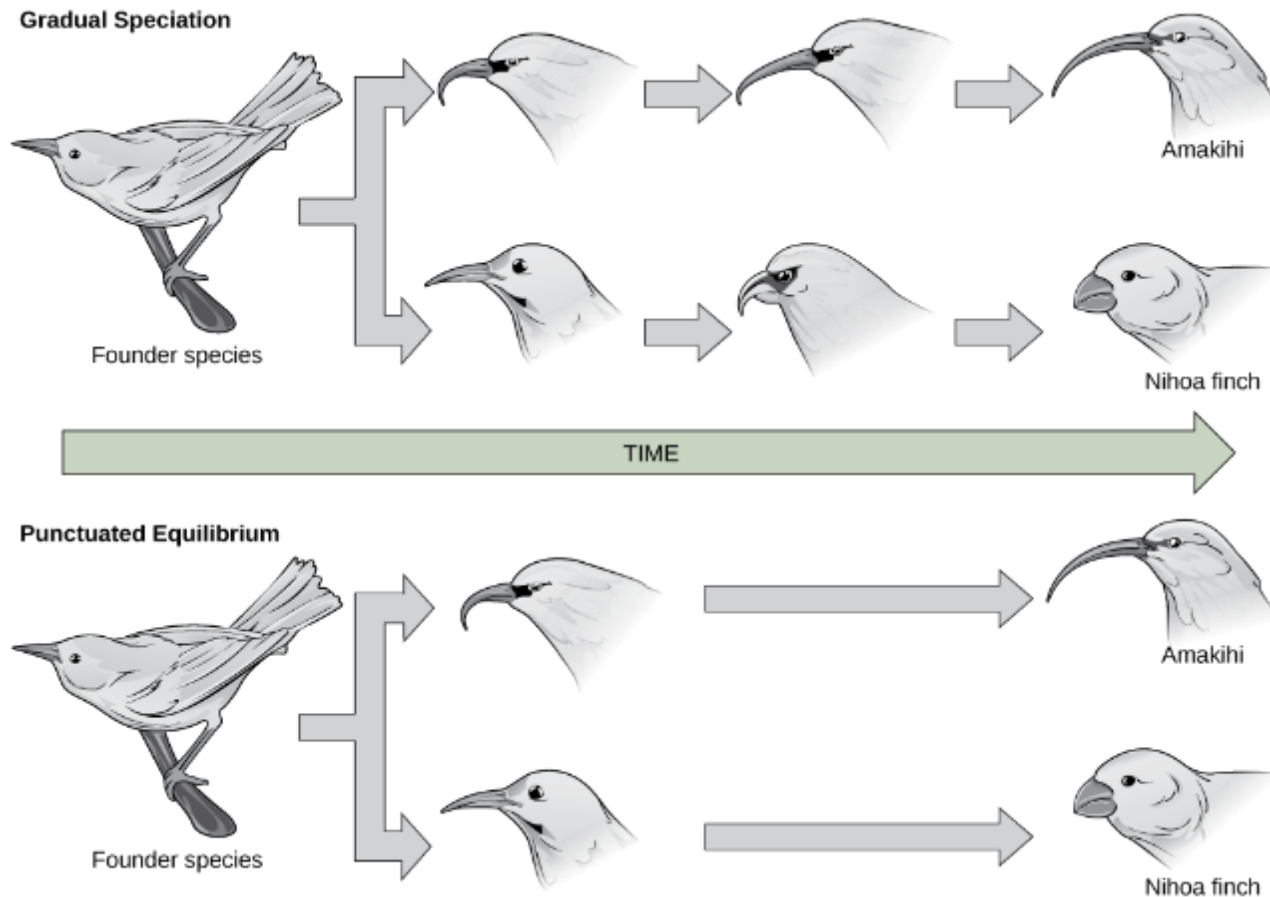 Gradual Speciation
Amakihi
Founder species
Nihoa finch
TIME
Punctuated Equilibrium
Amakihi
Founder species
Nihoa finch